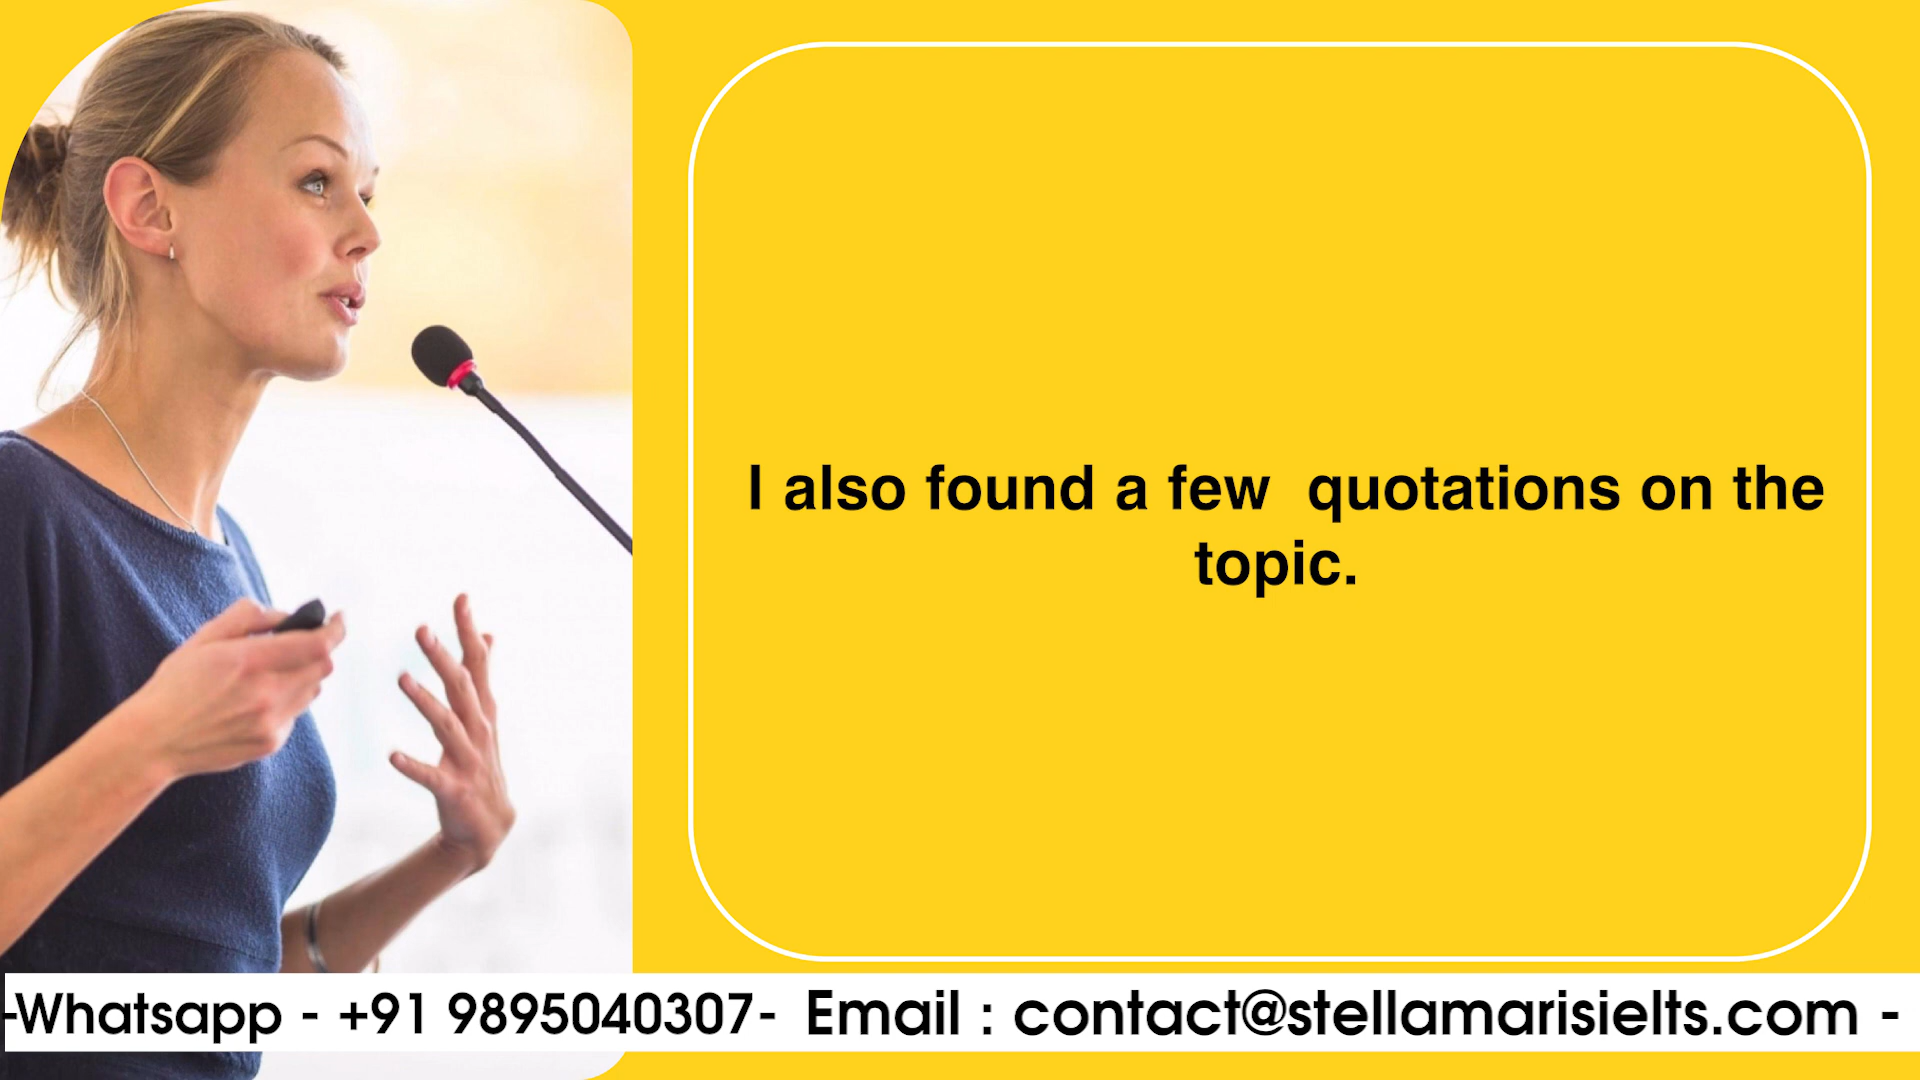 I also found a few  quotations on the
topic.
-Whatsapp - +91 9895040307-  Email : contact@stellamarisielts.com -